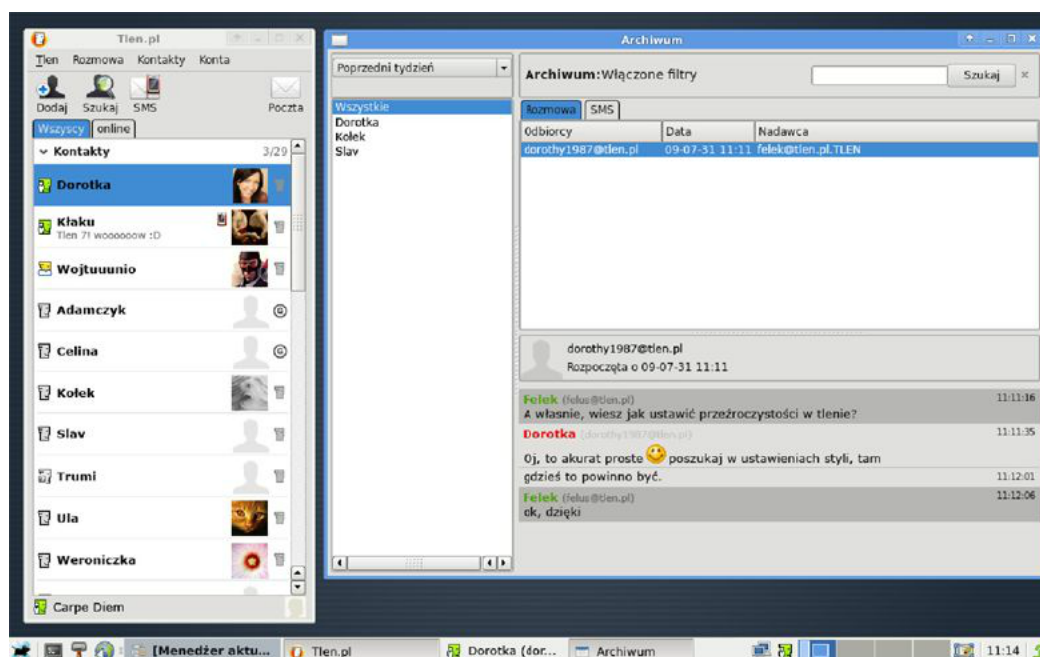 Tlen.pl
Tlen Rozmowa Kontakty Konta
Dodaj Szukaj SMS Poczta
Wszyscy online
Kontakty 3/29
Dorotka
Kłaku
Tlen 7! woooooow :D
Wojtuuunio
Adamczyk
Celina
Kołek
Slav
Trumi
Ula
Weroniczka
Carpe Diem
Archiwum
Poprzedni tydzień
Wszystkie
Dorotka
Kołek
Slav
Archiwum:Włączone filtry Szukaj
Rozmowa SMS
Odbiorcy Data Nadawca
dorothy1987@tlen.pl 09-07-31 11:11 felek@tlen.pl.TLEN
dorothy1987@tlen.pl
Rozpoczęta o 09-07-31 11:11
Felek (felus@tlen.pl) 11:11:16
A własnie, wiesz jak ustawić przeźroczystości w tlenie?
Dorotka (dorothy1987@tlen.pl) 11:11:35
Oj, to akurat proste poszukaj w ustawieniach styli, tam
gdzieś to powinno być. 11:12:01
Felek (felus@tlen.pl) 11:12:06
ok, dzięki
[Menedżer aktu... Tlen.pl Dorotka (dor... Archiwum 11:14